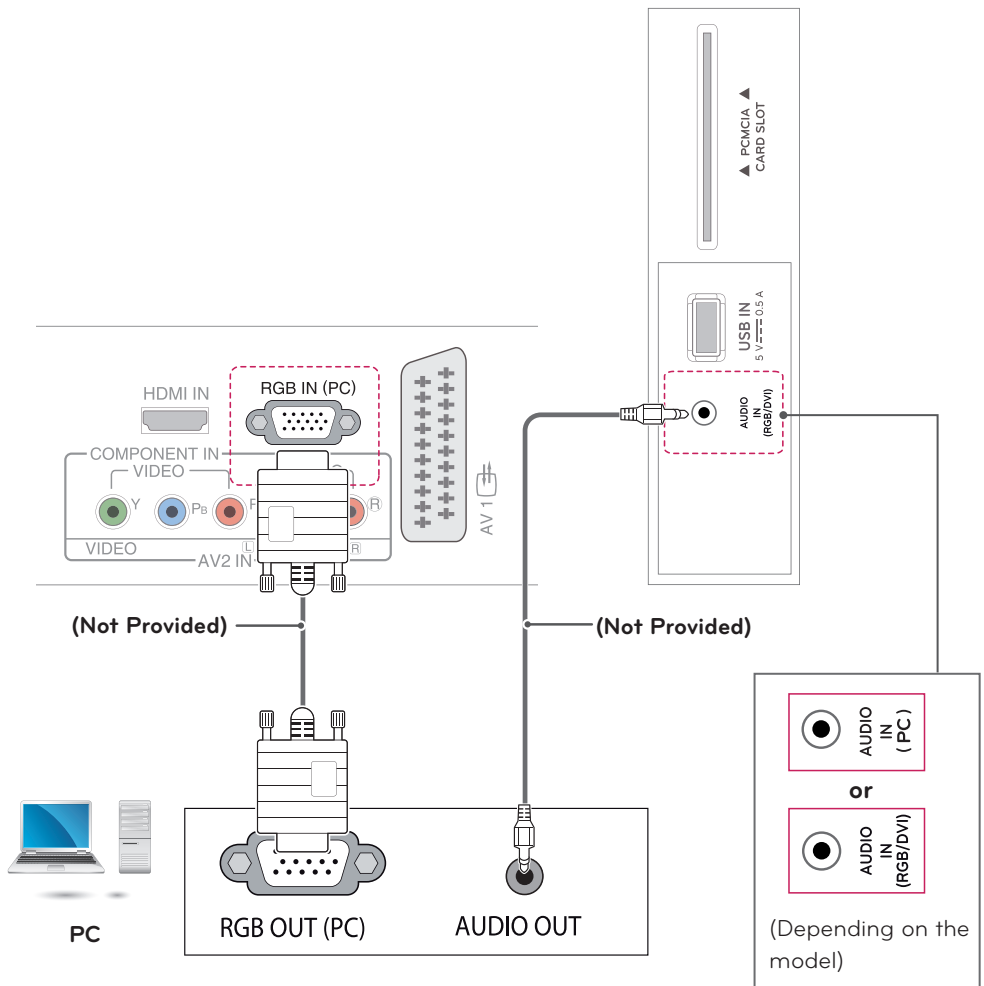 ▲ PCMCIA ▲
CARD SLOT
USB IN
5 V 0.5 A
AUDIO
IN
(RGB/DVI)
HDMI IN
RGB IN (PC)
COMPONENT IN
VIDEO
Y
PB
R
VIDEO
L
R
AV2 IN
AV 1
(Not Provided)
(Not Provided)
AUDIO
IN
(PC)
or
AUDIO
IN
(RGB/DVI)
(Depending on the
model)
PC
RGB OUT (PC)
AUDIO OUT